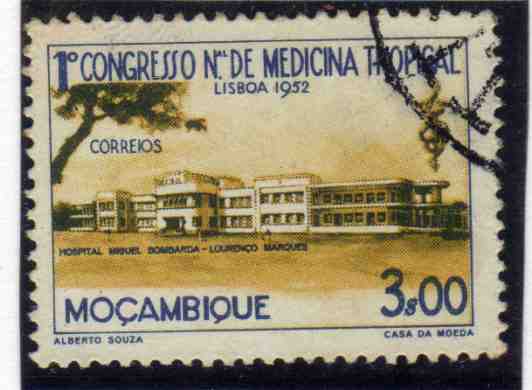 1º CONGRESSO N.AL DE MEDICINA TROPICAL
LISBOA 1952
CORREIOS
HOSPITAL MIGUEL BOMBARDA - LOURENÇO MARQUES
MOÇAMBIQUE
3$00
ALBERTO SOUZA
CASA DA MOEDA